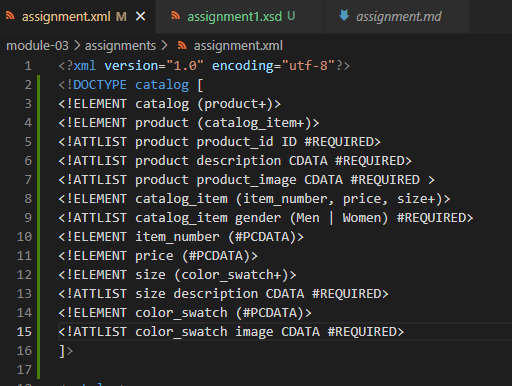 assignment.xml M assignment1.xsd U assignment.md
module-03 > assignments > assignment.xml
1 <?xml version="1.0" encoding="utf-8"?>
2 <!DOCTYPE catalog [
3 <!ELEMENT catalog (product+)>
4 <!ELEMENT product (catalog_item+)>
5 <!ATTLIST product product_id ID #REQUIRED>
6 <!ATTLIST product description CDATA #REQUIRED>
7 <!ATTLIST product product_image CDATA #REQUIRED >
8 <!ELEMENT catalog_item (item_number, price, size+)>
9 <!ATTLIST catalog_item gender (Men | Women) #REQUIRED>
10 <!ELEMENT item_number (#PCDATA)>
11 <!ELEMENT price (#PCDATA)>
12 <!ELEMENT size (color_swatch+)>
13 <!ATTLIST size description CDATA #REQUIRED>
14 <!ELEMENT color_swatch (#PCDATA)>
15 <!ATTLIST color_swatch image CDATA #REQUIRED>
16 ]>
17